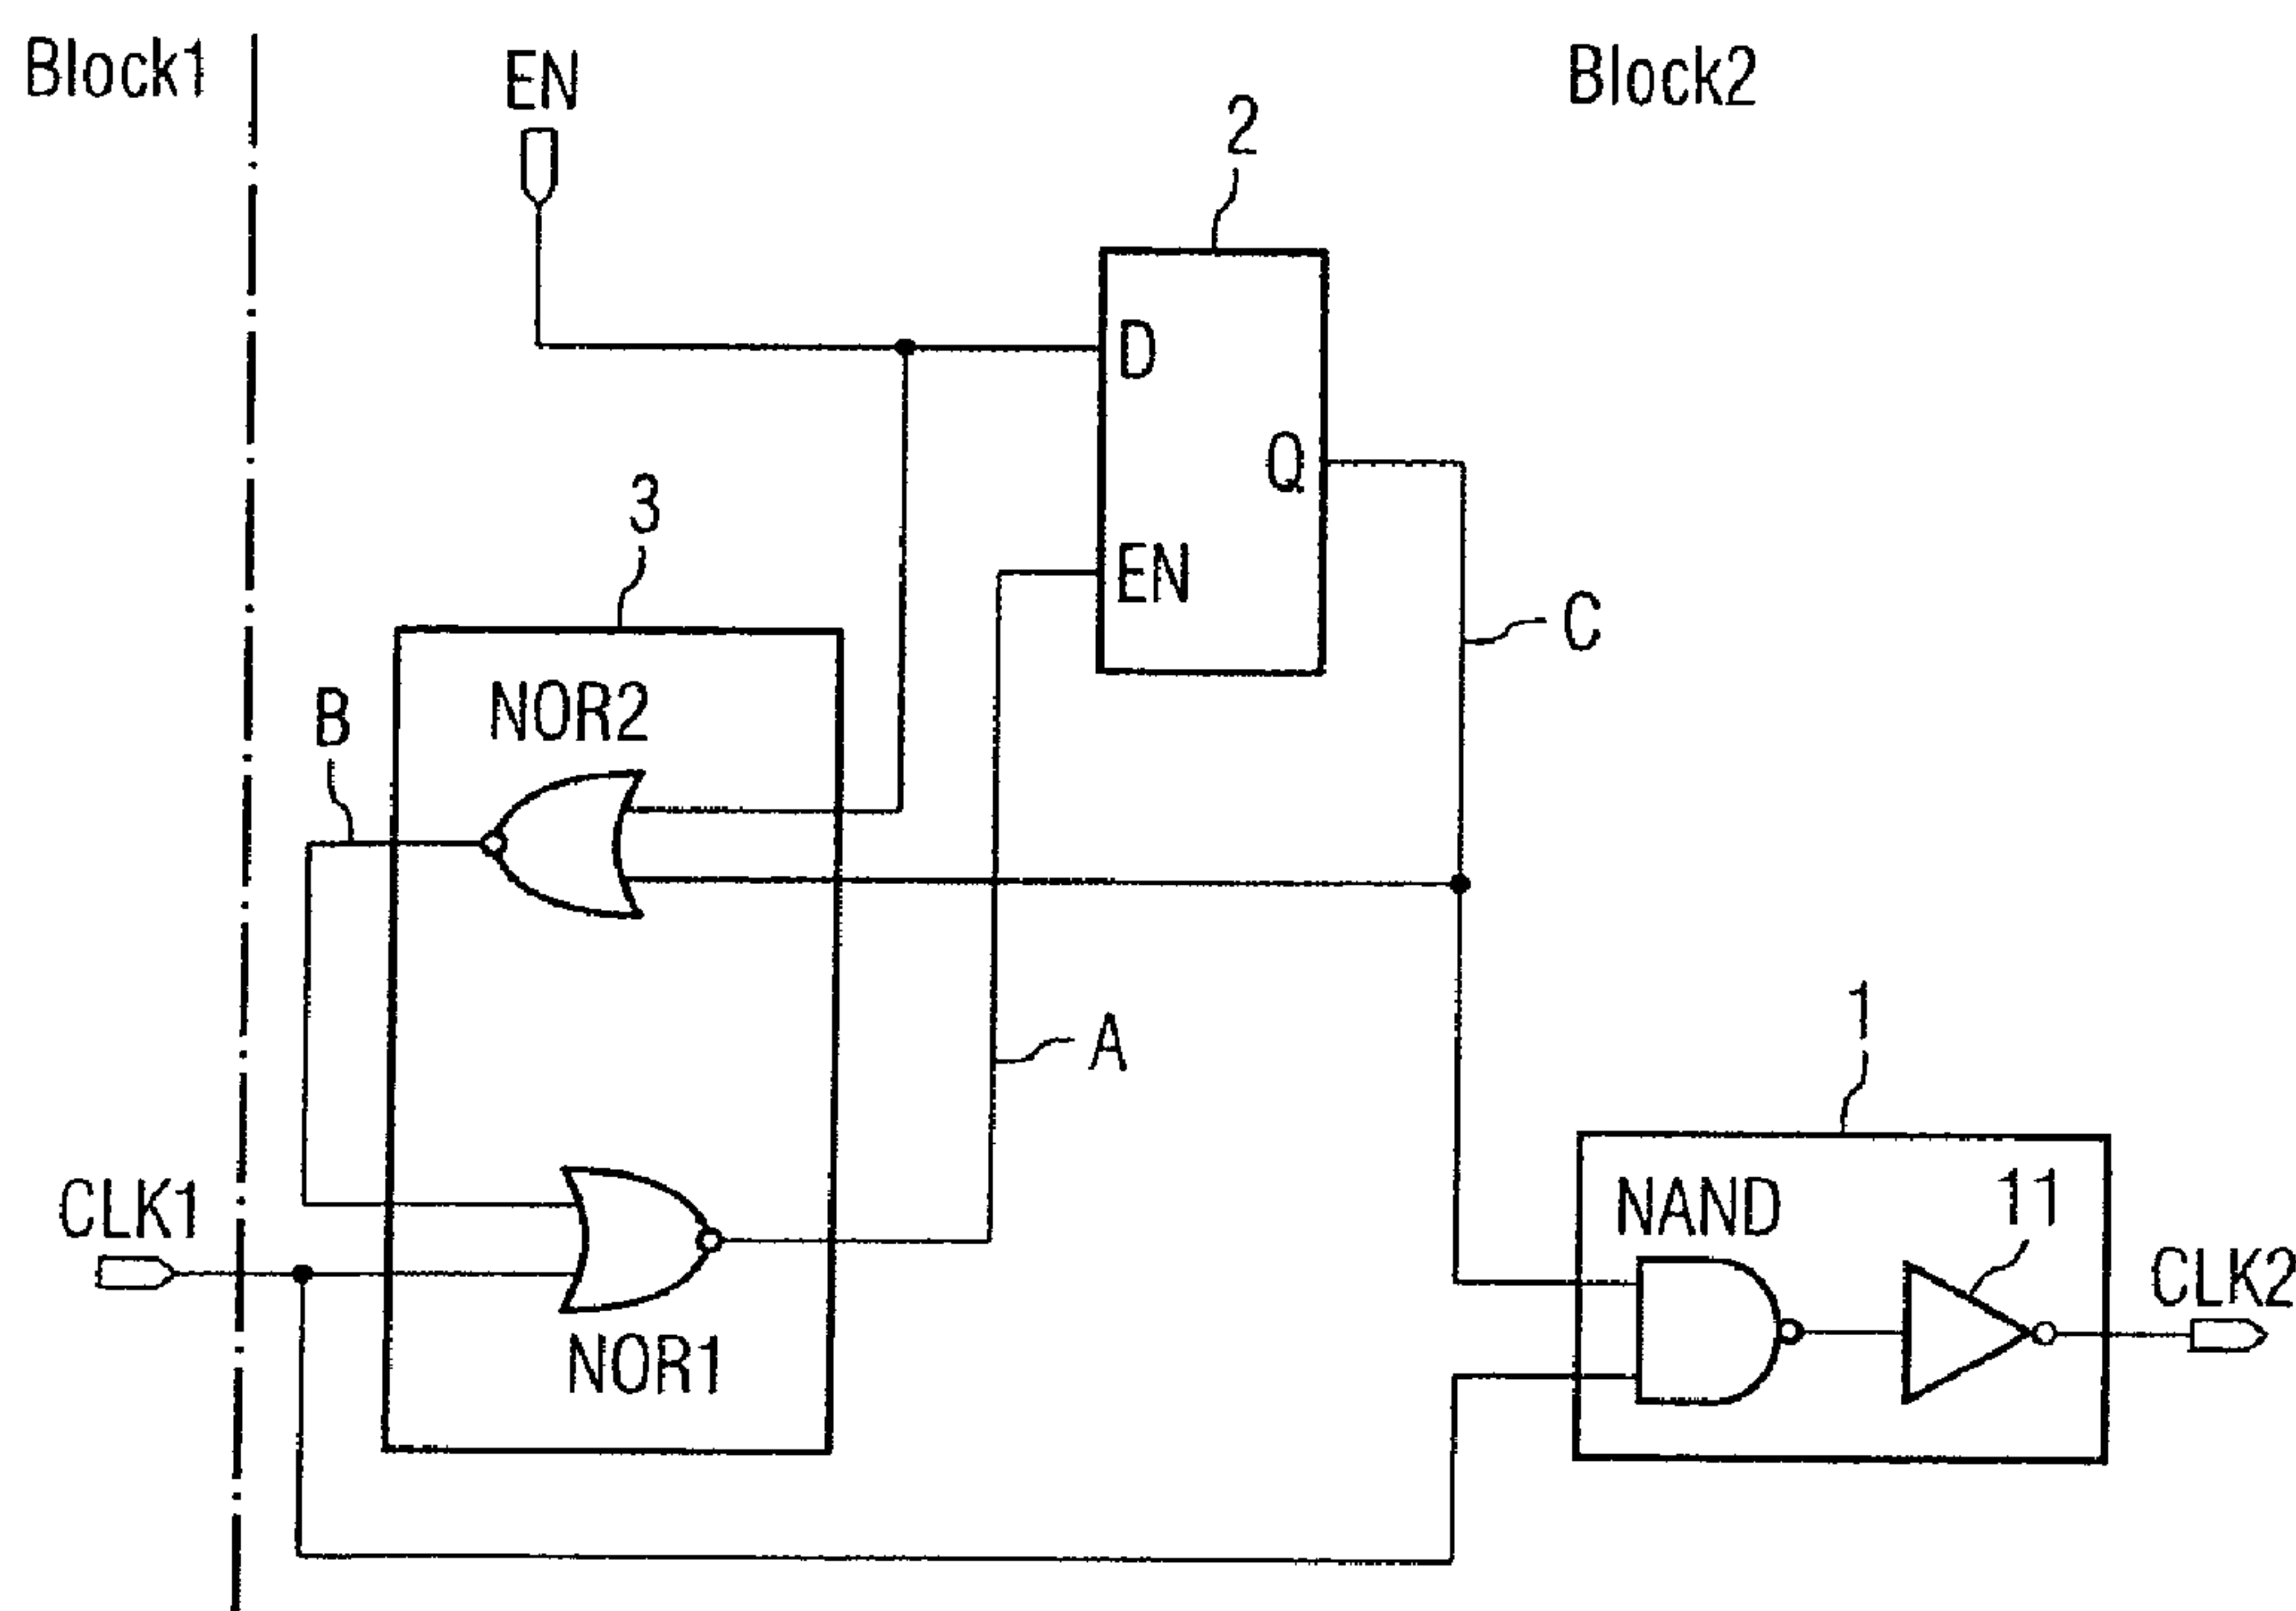 Block1
EN
Block2
2
D
Q
3
EN
C
NOR2
B
A
1
CLK1
NAND
11
CLK2
NOR1